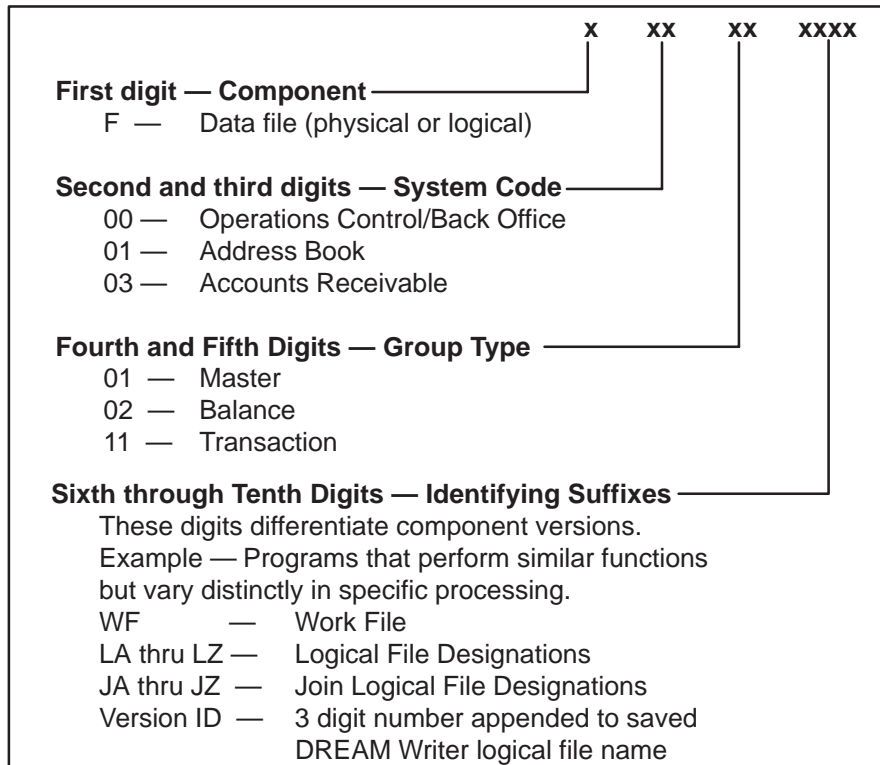 x xx xx xxxx
First digit — Component
F — Data file (physical or logical)
Second and third digits — System Code
00 — Operations Control/Back Office
01 — Address Book
03 — Accounts Receivable
Fourth and Fifth Digits — Group Type
01 — Master
02 — Balance
11 — Transaction
Sixth through Tenth Digits — Identifying Suffixes
These digits differentiate component versions.
Example — Programs that perform similar functions
but vary distinctly in specific processing.
WF — Work File
LA thru LZ — Logical File Designations
JA thru JZ — Join Logical File Designations
Version ID — 3 digit number appended to saved
DREAM Writer logical file name